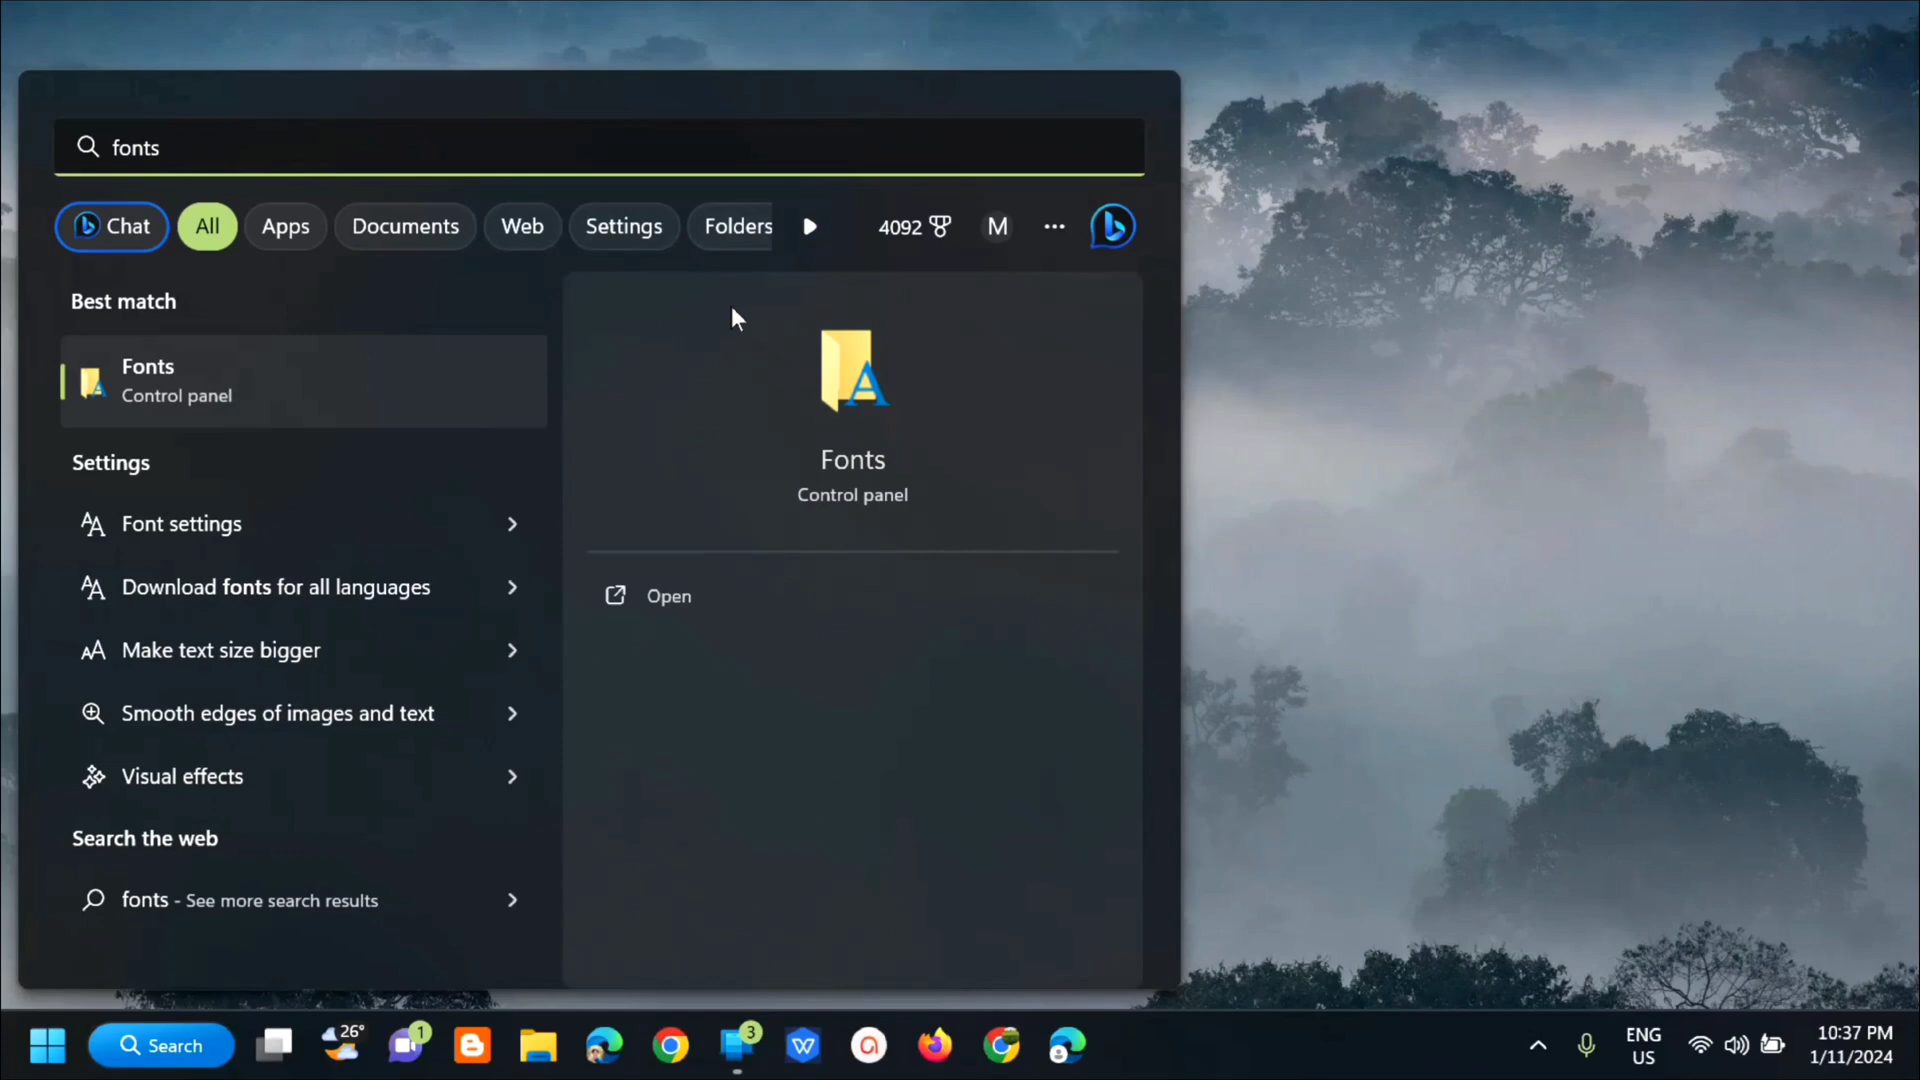 fonts
Chat
All
Apps
Documents
Web
Settings
Folders
4092
M
Best match
Fonts
Control panel
Settings
Font settings
Download fonts for all languages
Make text size bigger
Smooth edges of images and text
Visual effects
Search the web
fonts - See more search results
Fonts
Control panel
Open
Search
26°
1
3
ENG
US
10:37 PM
1/11/2024